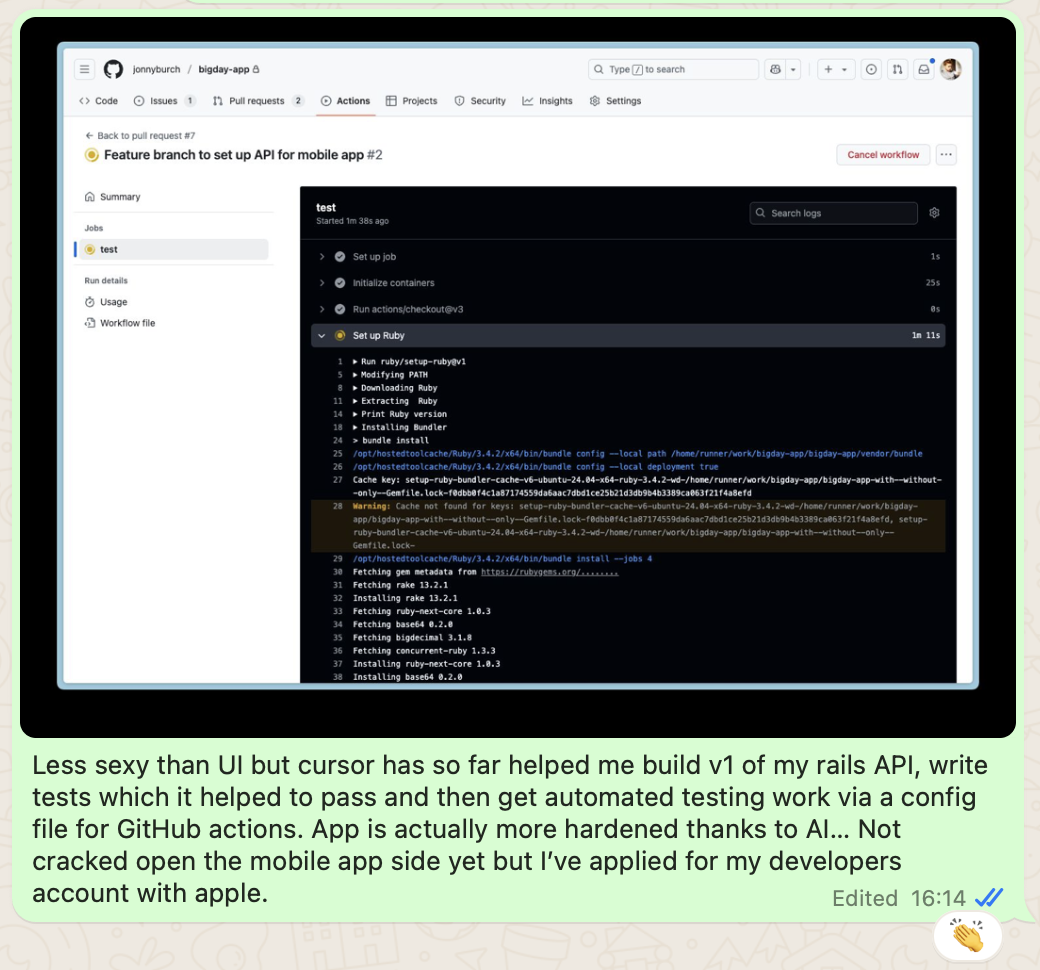 jonnyburch / bigday-app
Type / to search
Code
Issues 1
Pull requests 2
Actions
Projects
Security
Insights
Settings
← Back to pull request #7
Feature branch to set up API for mobile app #2
Cancel workflow
...
Summary
Jobs
test
Run details
Usage
Workflow file
test
Started 1m 38s ago
Search logs
Set up job 1s
Initialize containers 25s
Run actions/checkout@v3 0s
Set up Ruby 1m 11s
1 ▶ Run ruby/setup-ruby@v1
5 ▶ Modifying PATH
8 ▶ Downloading Ruby
11 ▶ Extracting Ruby
14 ▶ Print Ruby version
18 ▶ Installing Bundler
24 > bundle install
25 /opt/hostedtoolcache/Ruby/3.4.2/x64/bin/bundle config --local path /home/runner/work/bigday-app/bigday-app/vendor/bundle
26 /opt/hostedtoolcache/Ruby/3.4.2/x64/bin/bundle config --local deployment true
27 Cache key: setup-ruby-bundler-cache-v6-ubuntu-24.04-x64-ruby-3.4.2-wd-/home/runner/work/bigday-app/bigday-app-with--without-
-only--Gemfile.lock-f0dbb0f4c1a87174559da6aac7dbd1ce25b21d3db9b4b3389ca063f21f4a8efd
28 Warning: Cache not found for keys: setup-ruby-bundler-cache-v6-ubuntu-24.04-x64-ruby-3.4.2-wd-/home/runner/work/bigday-
app/bigday-app-with--without--only--Gemfile.lock-f0dbb0f4c1a87174559da6aac7dbd1ce25b21d3db9b4b3389ca063f21f4a8efd, setup-
ruby-bundler-cache-v6-ubuntu-24.04-x64-ruby-3.4.2-wd-/home/runner/work/bigday-app/bigday-app-with--without--only--
Gemfile.lock-
29 /opt/hostedtoolcache/Ruby/3.4.2/x64/bin/bundle install --jobs 4
30 Fetching gem metadata from https://rubygems.org/........
31 Fetching rake 13.2.1
32 Installing rake 13.2.1
33 Fetching ruby-next-core 1.0.3
34 Fetching base64 0.2.0
35 Fetching bigdecimal 3.1.8
36 Fetching concurrent-ruby 1.3.3
37 Installing ruby-next-core 1.0.3
38 Installing base64 0.2.0
Less sexy than UI but cursor has so far helped me build v1 of my rails API, write
tests which it helped to pass and then get automated testing work via a config
file for GitHub actions. App is actually more hardened thanks to AI... Not
cracked open the mobile app side yet but I've applied for my developers
account with apple.
Edited 16:14